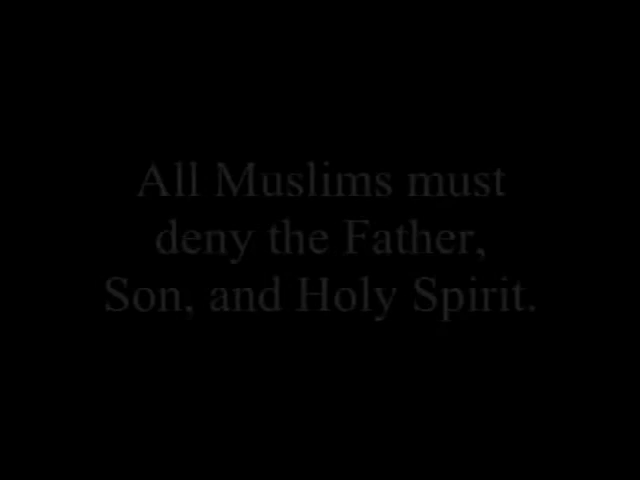 All Muslims must
deny the Father,
Son, and Holy Spirit.